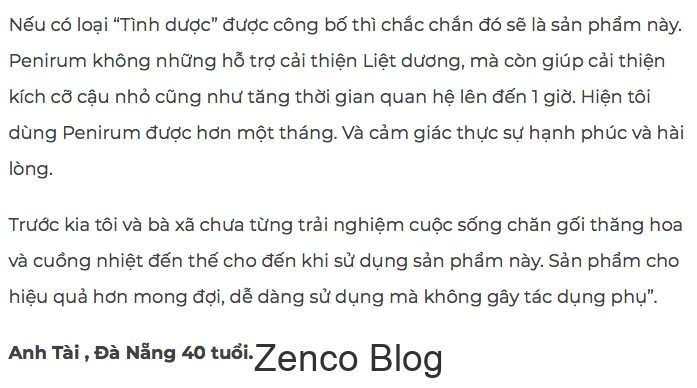 Nếu có loại “Tình dược” được công bố thì chắc chắn đó sẽ là sản phẩm này.
Penirum không những hỗ trợ cải thiện Liệt dương, mà còn giúp cải thiện
kích cỡ cậu nhỏ cũng như tăng thời gian quan hệ lên đến 1 giờ. Hiện tôi
dùng Penirum được hơn một tháng. Và cảm giác thực sự hạnh phúc và hài
lòng.
Trước kia tôi và bà xã chưa từng trải nghiệm cuộc sống chăn gối thăng hoa
và cuồng nhiệt đến thế cho đến khi sử dụng sản phẩm này. Sản phẩm cho
hiệu quả hơn mong đợi, dễ dàng sử dụng mà không gây tác dụng phụ”.
Anh Tài , Đà Nẵng 40 tuổi.
Zenco Blog